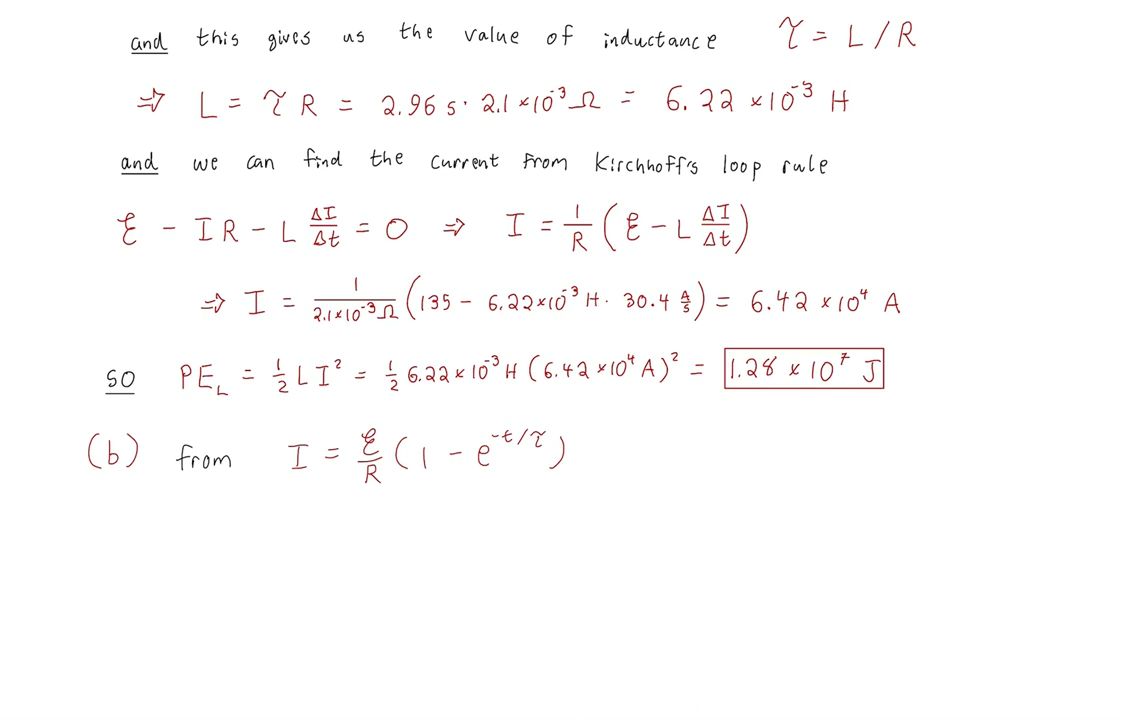 and this gives us the value of inductance τ = L / R
⇒ L = τ R = 2.96 s · 2.1 × 10⁻³ Ω = 6.22 × 10⁻³ H
and we can find the current from Kirchhoff's loop rule
ℰ − I R − L ΔI/Δt = 0 ⇒ I = 1/R (ℰ − L ΔI/Δt)
⇒ I = 1/(2.1 × 10⁻³ Ω) (135 − 6.22 × 10⁻³ H · 30.4 A/s) = 6.42 × 10⁴ A
so PE_L = ½ L I² = ½ 6.22 × 10⁻³ H (6.42 × 10⁴ A)² = 1.28 × 10⁷ J
(b) from I = ℰ/R (1 − e^(−t/τ))